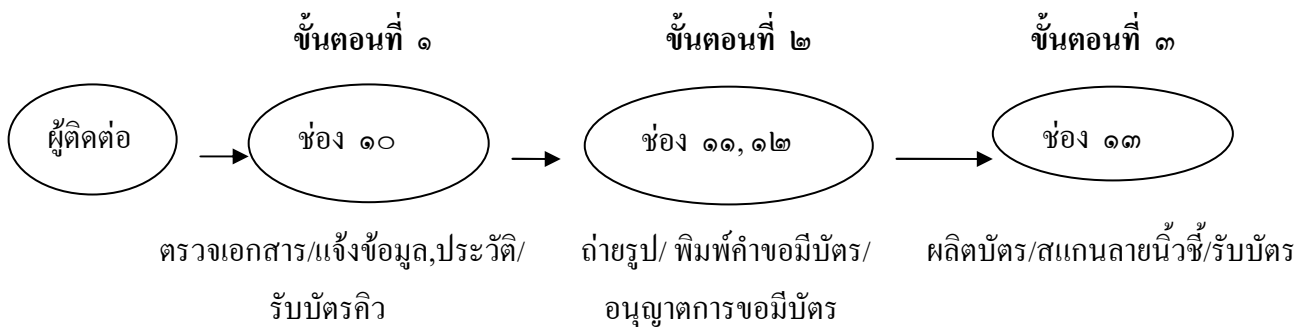 ขั้นตอนที่ ๑ ขั้นตอนที่ ๒ ขั้นตอนที่ ๓
ผู้ติดต่อ ช่อง ๑๐ ช่อง ๑๑, ๑๒ ช่อง ๑๓
ตรวจเอกสาร/แจ้งข้อมูล,ประวัติ/ ถ่ายรูป/ พิมพ์คำขอมีบัตร/ ผลิตบัตร/สแกนลายนิ้วชี้/รับบัตร
รับบัตรคิว อนุญาตการขอมีบัตร